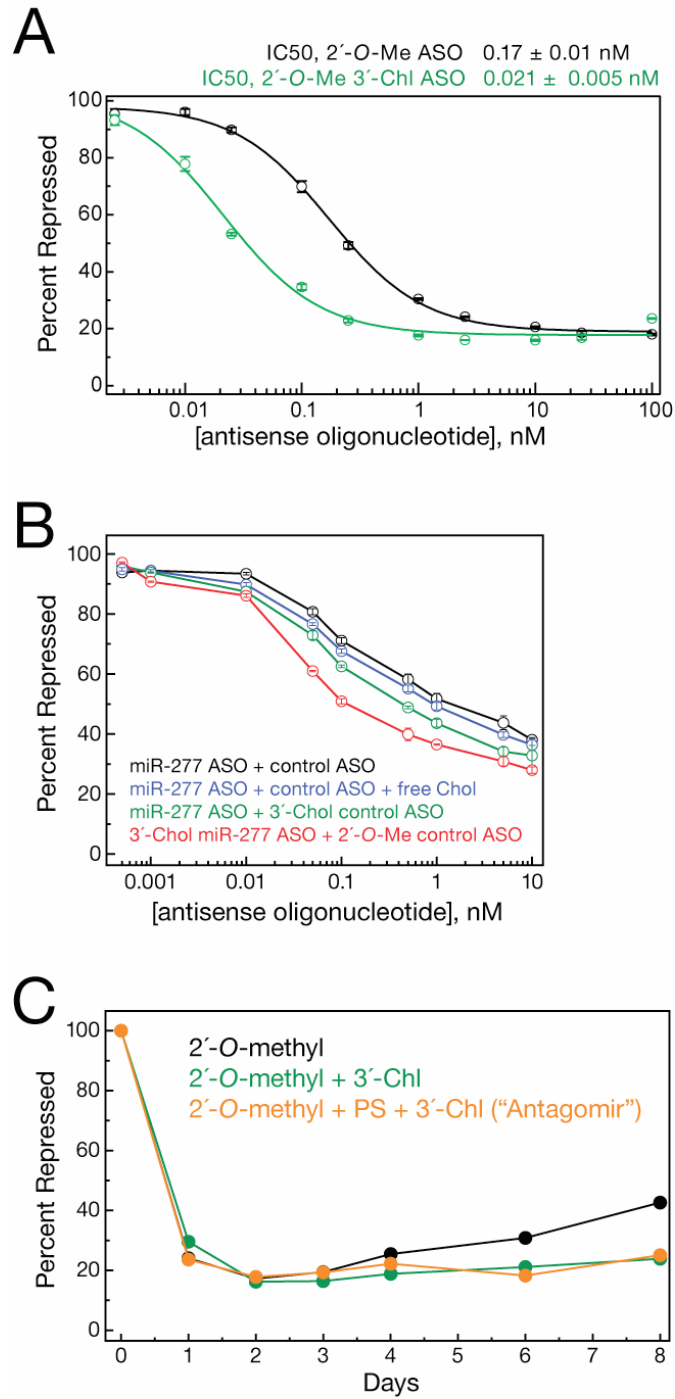 A
IC50, 2´-O-Me ASO 0.17 ± 0.01 nM
IC50, 2´-O-Me 3´-Chl ASO 0.021 ± 0.005 nM
100
80
60
40
20
0
Percent Repressed
0.01 0.1 1 10 100
[antisense oligonucleotide], nM
B
100
80
60
40
20
0
Percent Repressed
miR-277 ASO + control ASO
miR-277 ASO + control ASO + free Chol
miR-277 ASO + 3´-Chol control ASO
3´-Chol miR-277 ASO + 2´-O-Me control ASO
0.001 0.01 0.1 1 10
[antisense oligonucleotide], nM
C
100
80
60
40
20
0
Percent Repressed
2´-O-methyl
2´-O-methyl + 3´-Chl
2´-O-methyl + PS + 3´-Chl (“Antagomir”)
0 1 2 3 4 5 6 7 8
Days